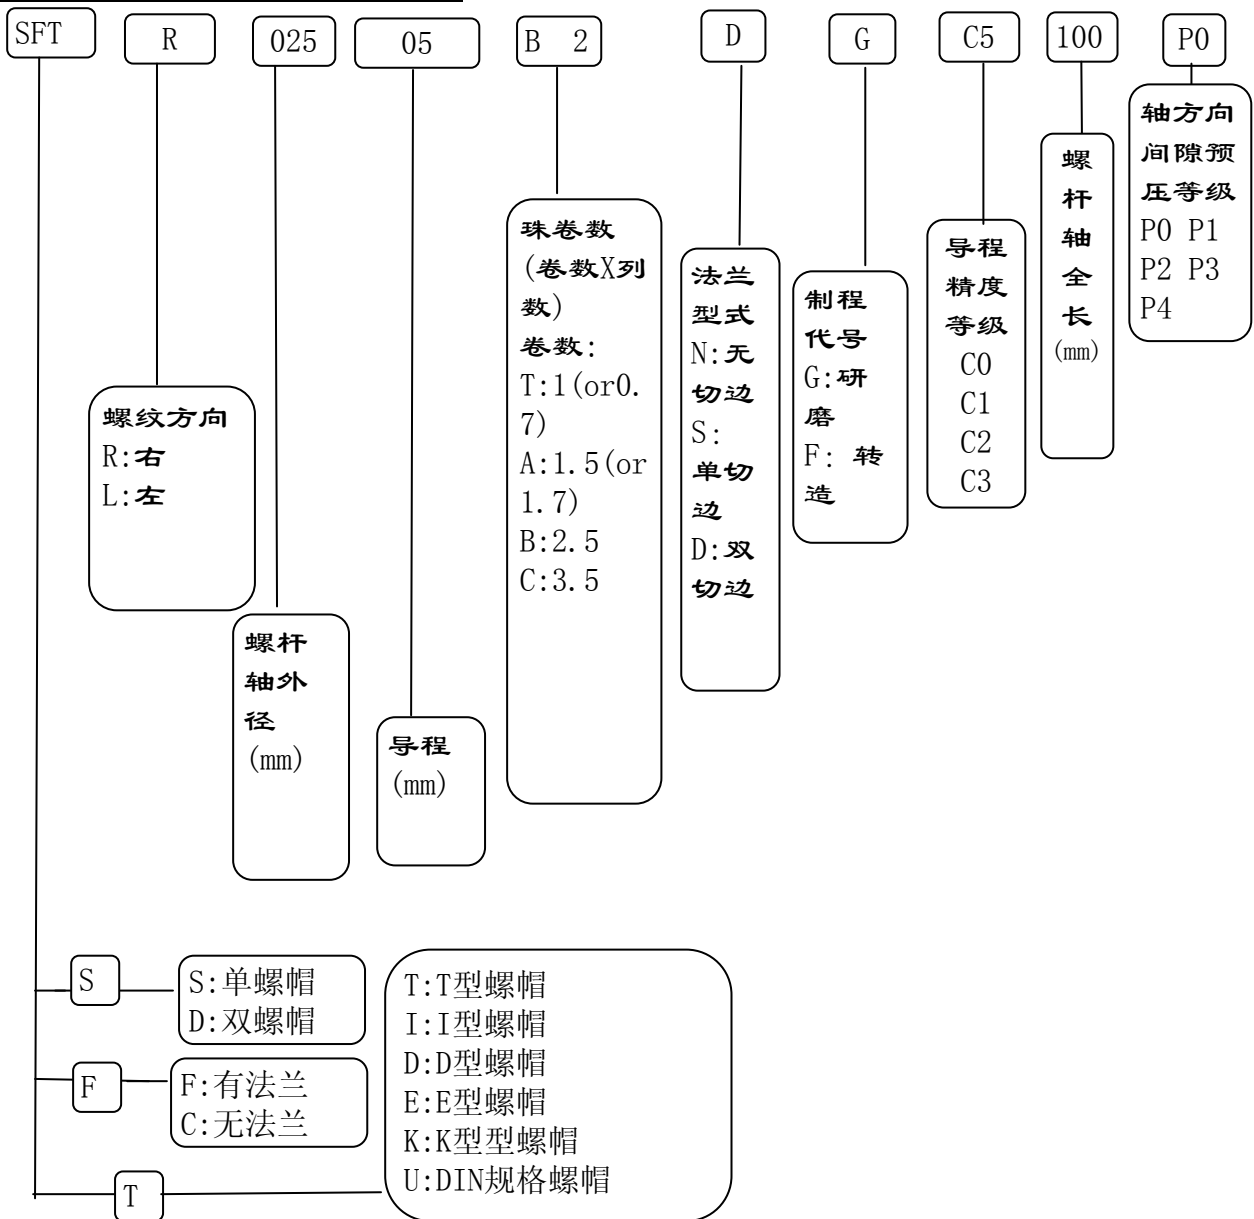 SFT R 025 05 B 2 D G C5 100 P0
轴方向
间隙预
压等级
P0 P1
P2 P3
P4
螺
杆
轴
全
长
(mm)
导程
精度
等级
C0
C1
C2
C3
制程
代号
G:研
磨
F: 转
造
法兰
型式
N:无
切边
S:
单切
边
D:双
切边
珠卷数
(卷数X列
数)
卷数:
T:1(or0.
7)
A:1.5(or
1.7)
B:2.5
C:3.5
螺纹方向
R:右
L:左
螺杆
轴外
径
(mm)
导程
(mm)
S
S:单螺帽
D:双螺帽
F
F:有法兰
C:无法兰
T
T:T型螺帽
I:I型螺帽
D:D型螺帽
E:E型螺帽
K:K型型螺帽
U:DIN规格螺帽